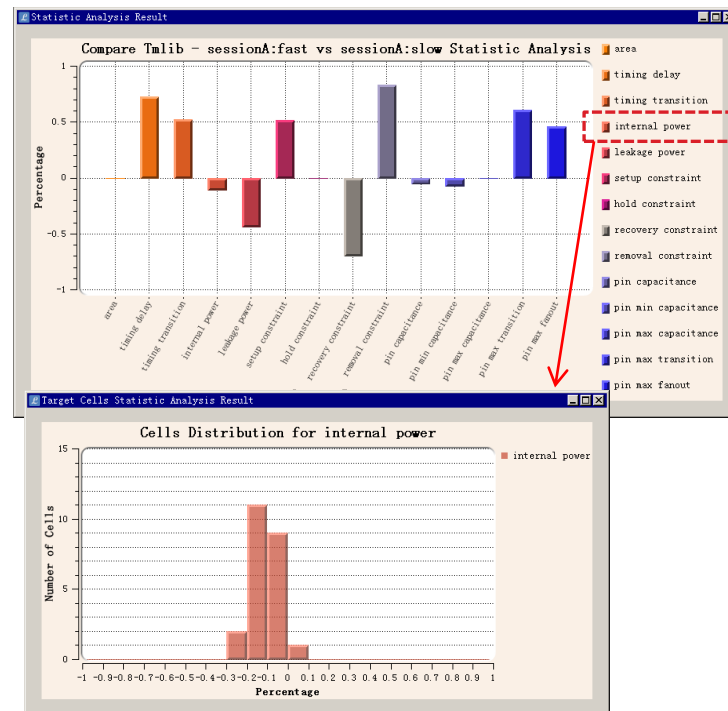 Statistic Analysis Result
Compare Tmlib - sessionA:fast vs sessionA:slow Statistic Analysis
area
timing delay
timing transition
internal power
leakage power
setup constraint
hold constraint
recovery constraint
removal constraint
pin capacitance
pin min capacitance
pin max capacitance
pin max transition
pin max fanout
Percentage
1
0.5
0
-0.5
-1
area
timing delay
timing transition
internal power
leakage power
setup constraint
hold constraint
recovery constraint
removal constraint
pin capacitance
pin min capacitance
pin max capacitance
pin max transition
pin max fanout
Target Cells Statistic Analysis Result
Cells Distribution for internal power
internal power
Number of Cells
15
10
5
0
-1 -0.9-0.8-0.7-0.6-0.5-0.4-0.3-0.2-0.1 0 0.1 0.2 0.3 0.4 0.5 0.6 0.7 0.8 0.9 1
Percentage